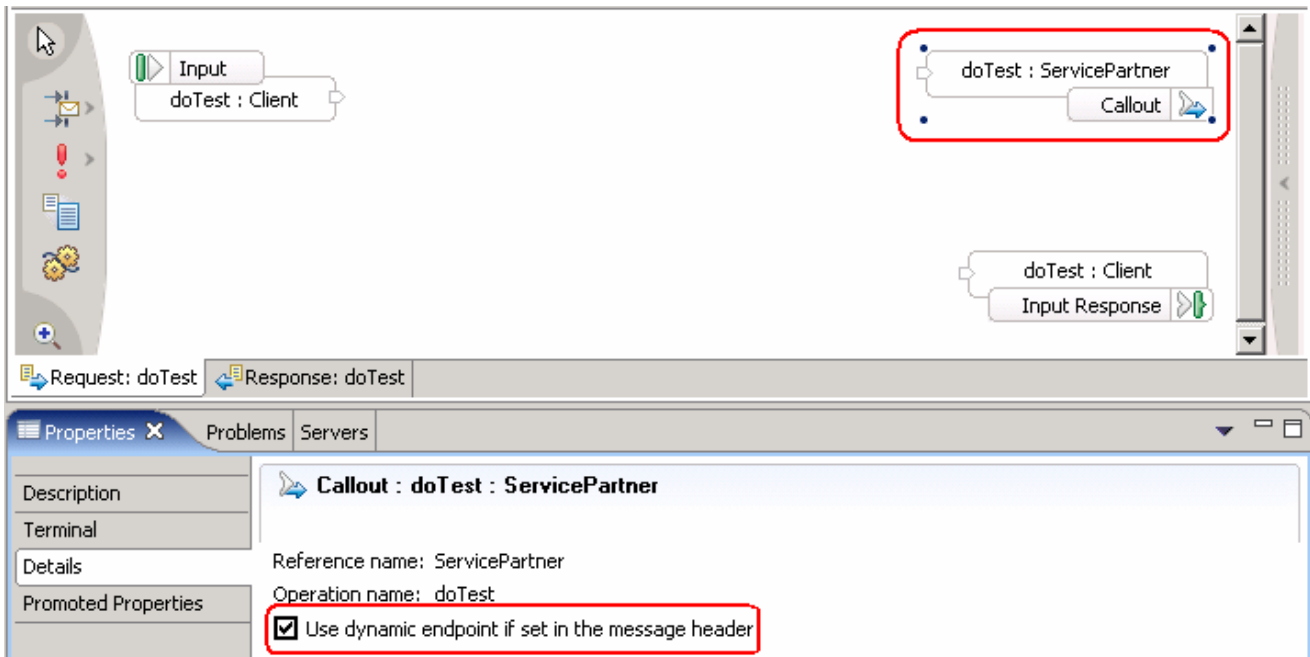 Input
doTest : Client
doTest : ServicePartner
Callout
doTest : Client
Input Response
Request: doTest
Response: doTest
Properties
Problems
Servers
Description
Terminal
Details
Promoted Properties
Callout : doTest : ServicePartner
Reference name: ServicePartner
Operation name: doTest
Use dynamic endpoint if set in the message header